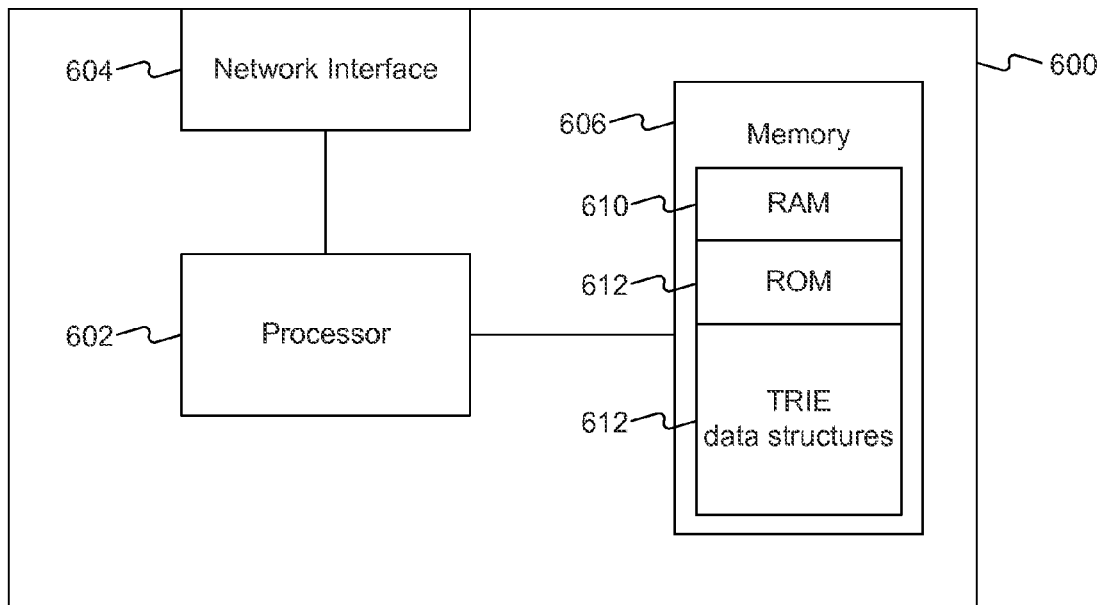 604
Network Interface
600
606
Memory
610
RAM
612
ROM
602
Processor
612
TRIE
data structures